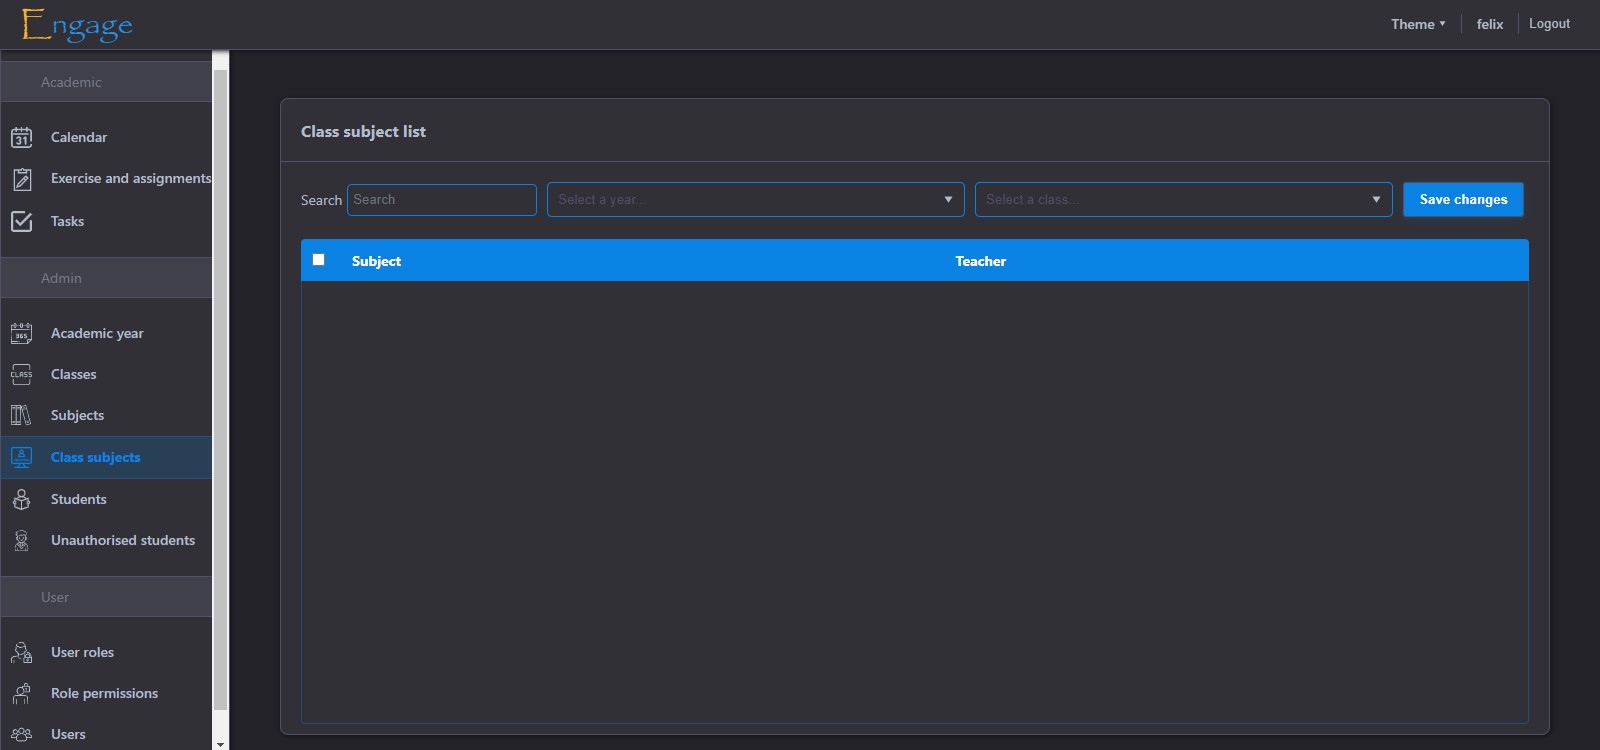 Engage
Theme
felix
Logout
Academic
31
Calendar
Exercise and assignments
Tasks
Admin
365
Academic year
CLASS
Classes
Subjects
Class subjects
Students
Unauthorised students
User
User roles
Role permissions
Users
Class subject list
Search
Search
Select a year...
Select a class...
Save changes
Subject
Teacher